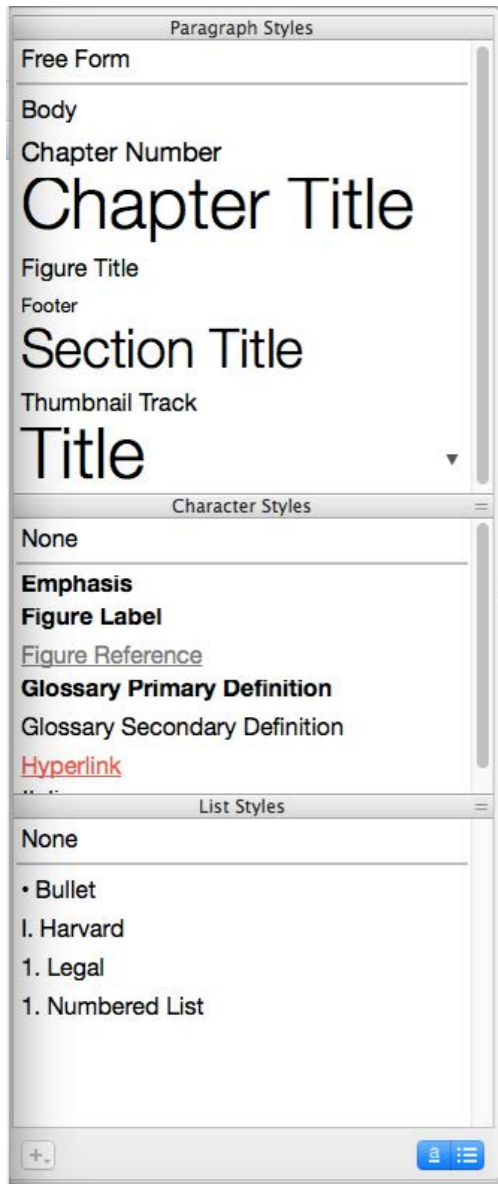 Paragraph Styles
Free Form
Body
Chapter Number
Chapter Title
Figure Title
Footer
Section Title
Thumbnail Track
Title
Character Styles
None
Emphasis
Figure Label
Figure Reference
Glossary Primary Definition
Glossary Secondary Definition
Hyperlink
List Styles
None
• Bullet
I. Harvard
1. Legal
1. Numbered List
a